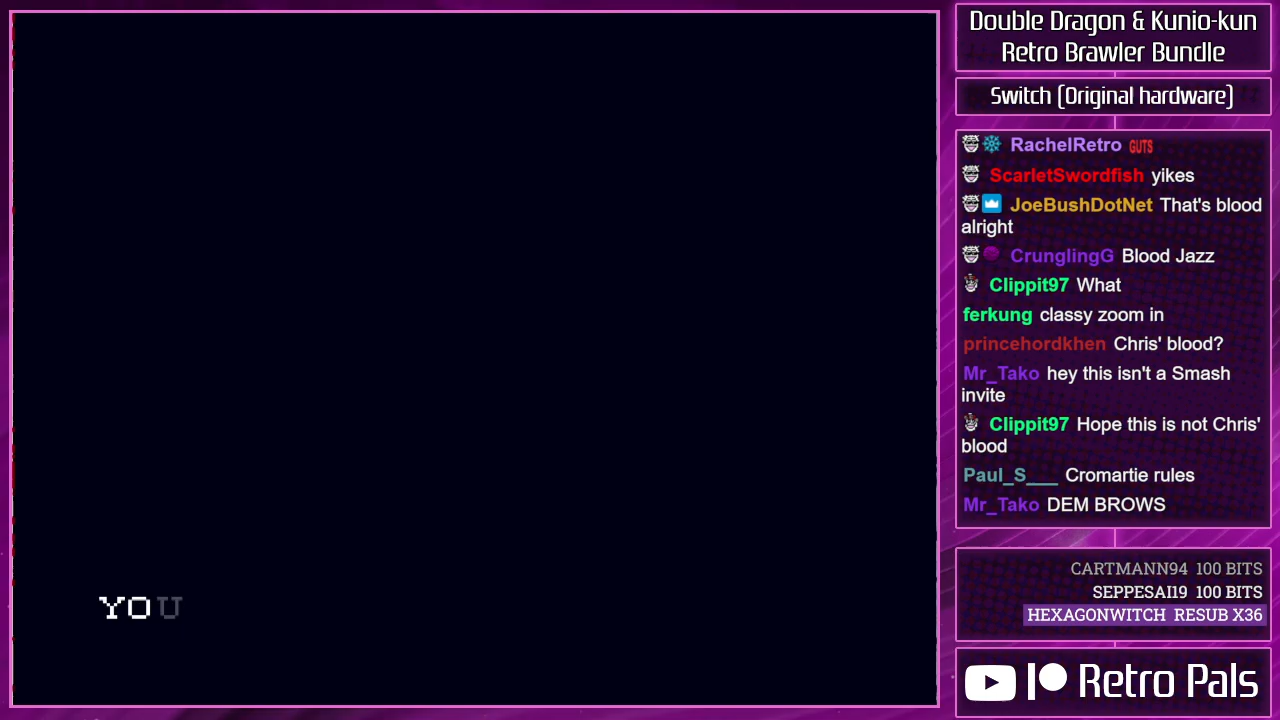 Double Dragon & Kunio-kun
Retro Brawler Bundle
Switch (Original hardware)
RachelRetro GUTS
ScarletSwordfish yikes
JoeBushDotNet That's blood
alright
CrunglingG Blood Jazz
Clippit97 What
ferkung classy zoom in
princehordkhen Chris' blood?
Mr_Tako hey this isn't a Smash
invite
Clippit97 Hope this is not Chris'
blood
Paul_S___ Cromartie rules
Mr_Tako DEM BROWS
YOU
CARTMANN94 100 BITS
SEPPESAI19 100 BITS
HEXAGONWITCH RESUB X36
Retro Pals